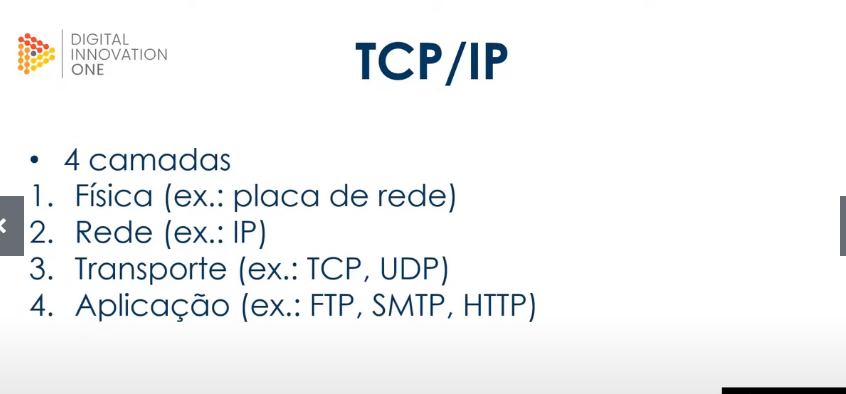 DIGITAL
INNOVATION
ONE
TCP/IP
• 4 camadas
1. Física (ex.: placa de rede)
2. Rede (ex.: IP)
3. Transporte (ex.: TCP, UDP)
4. Aplicação (ex.: FTP, SMTP, HTTP)